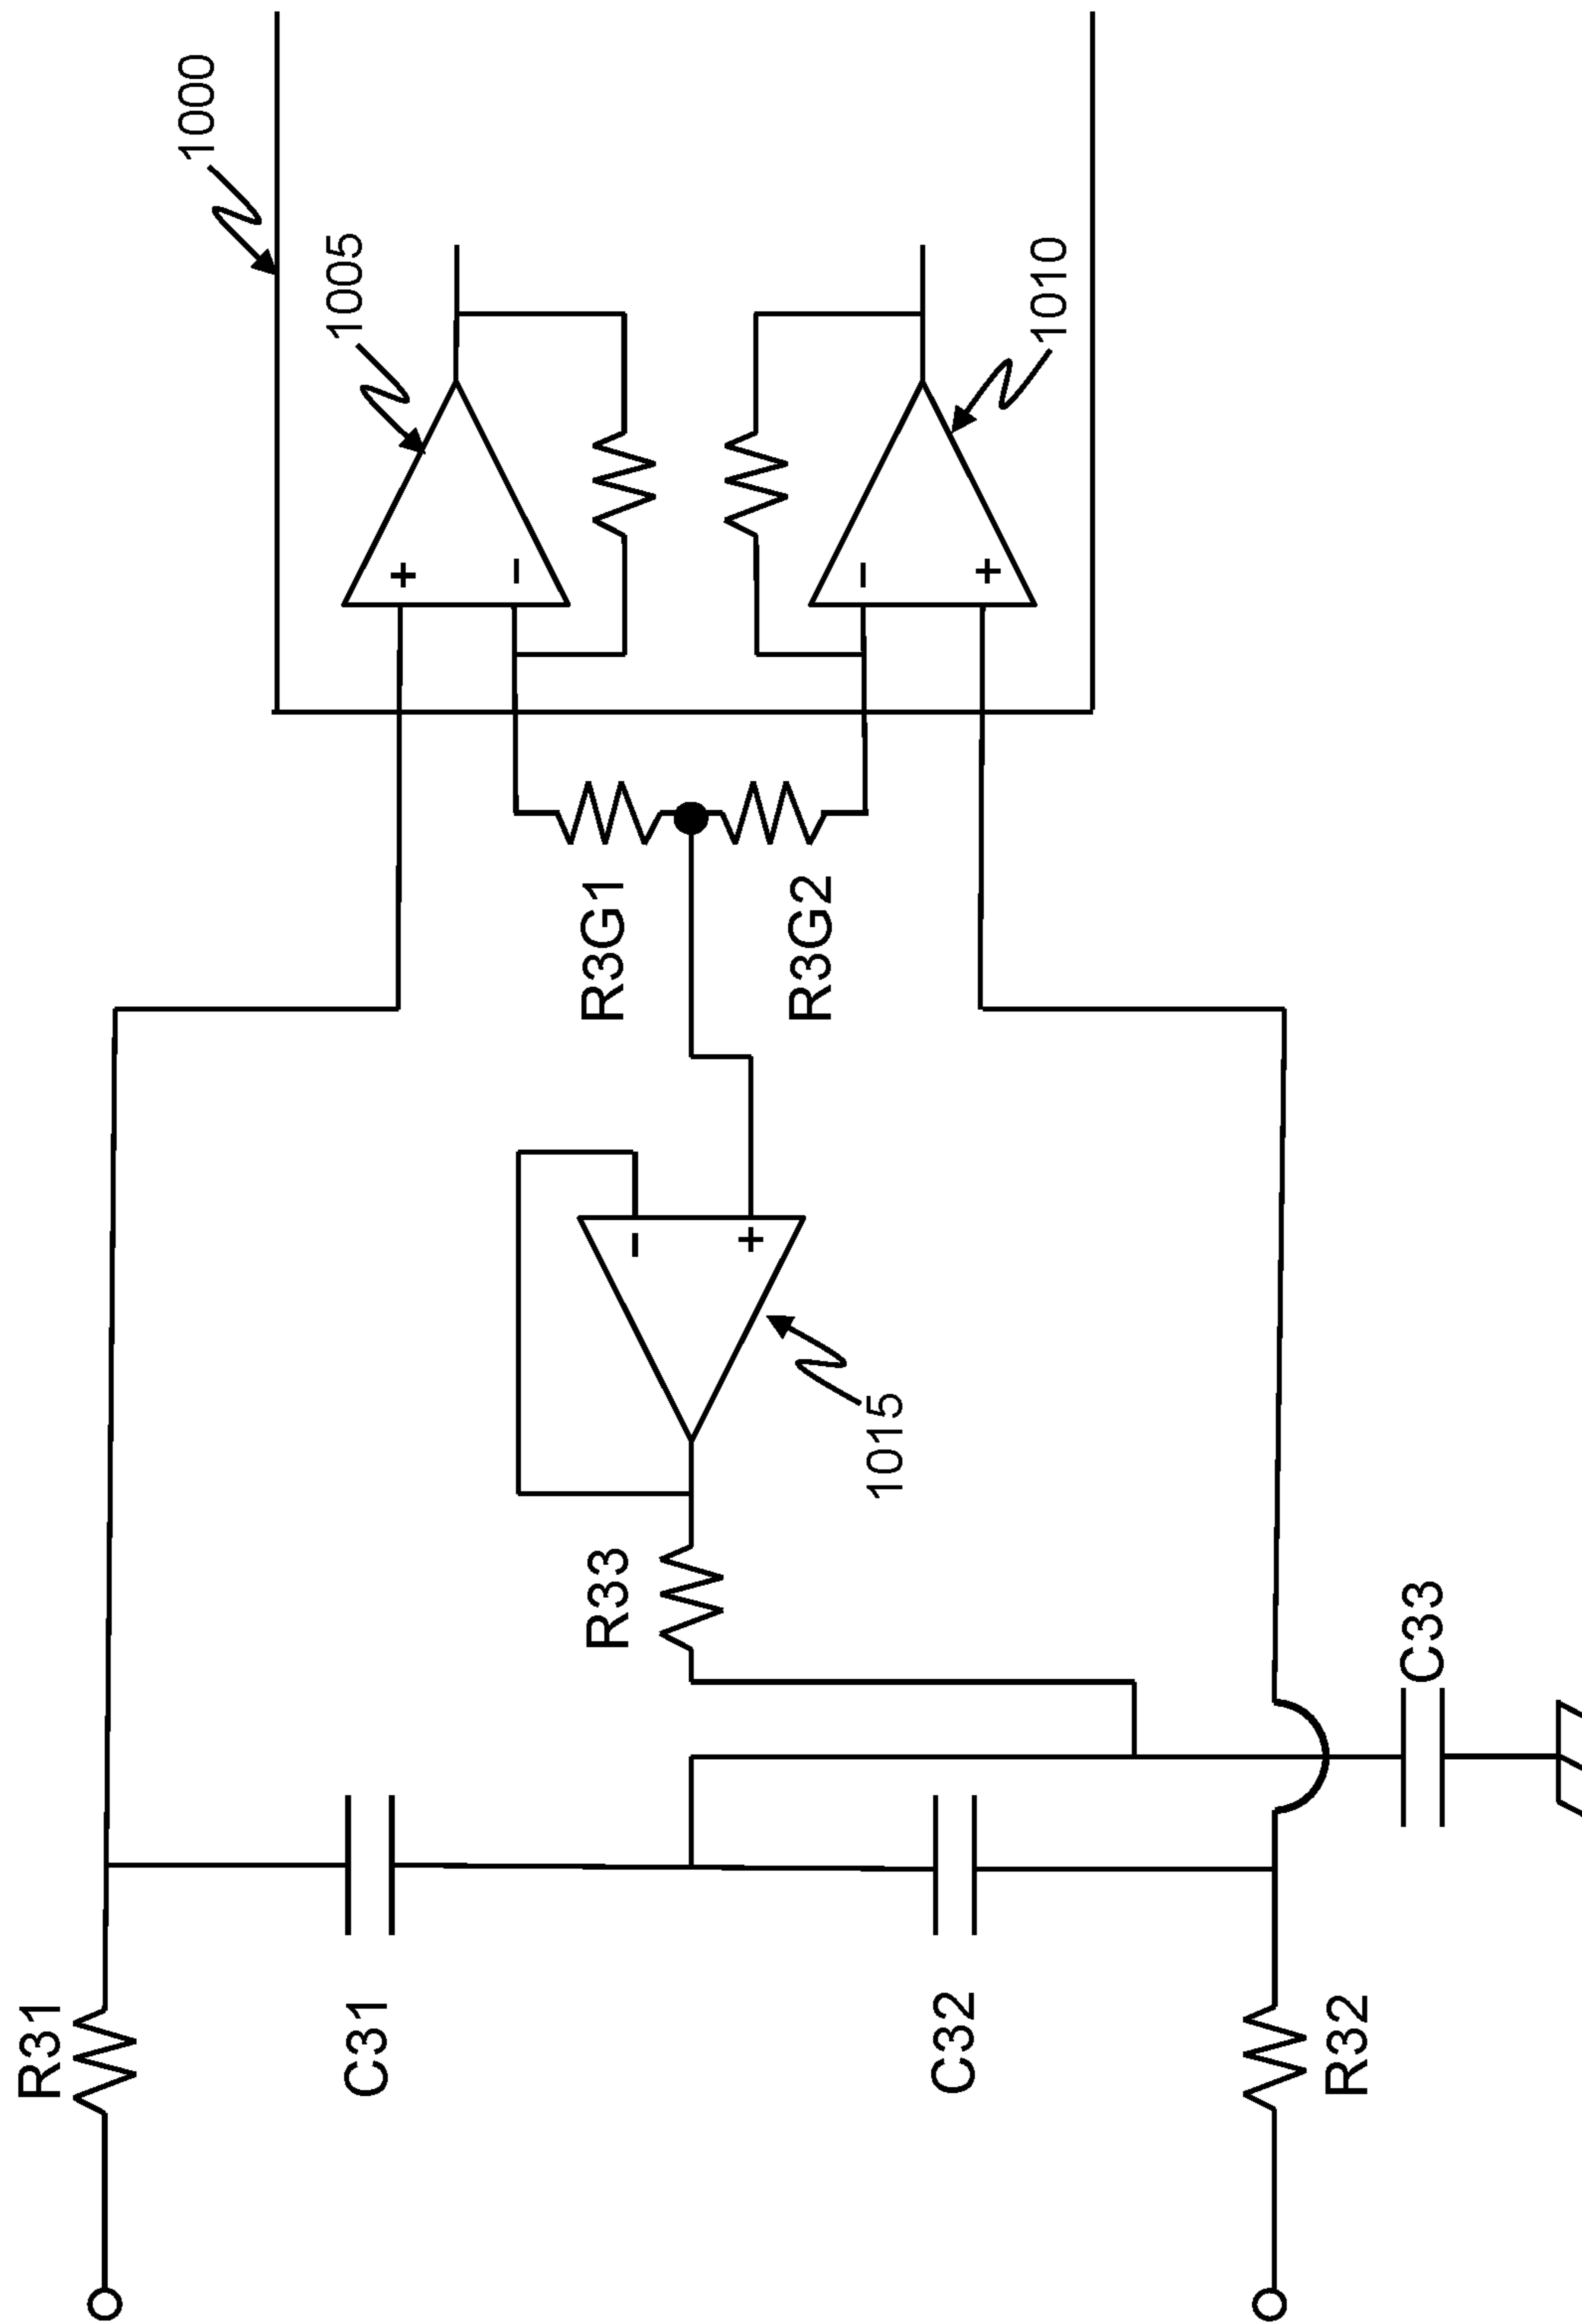 1000
1005
1010
+
-
-
+
R3G1
R3G2
-
+
1015
R33
C33
R31
C31
C32
R32